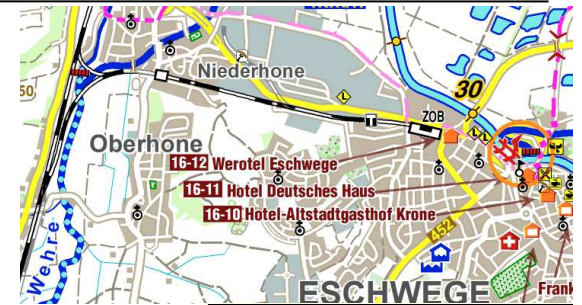 Niederhone
50
30
ZOB
T
L
L
L
Oberhone
16-12 Werotel Eschwege
16-11 Hotel Deutsches Haus
16-10 Hotel-Altstadtgasthof Krone
452
Wehre
ESCHWEGE
Frank